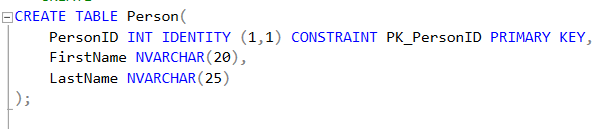 CREATE TABLE Person(
PersonID INT IDENTITY (1,1) CONSTRAINT PK_PersonID PRIMARY KEY,
FirstName NVARCHAR(20),
LastName NVARCHAR(25)
);